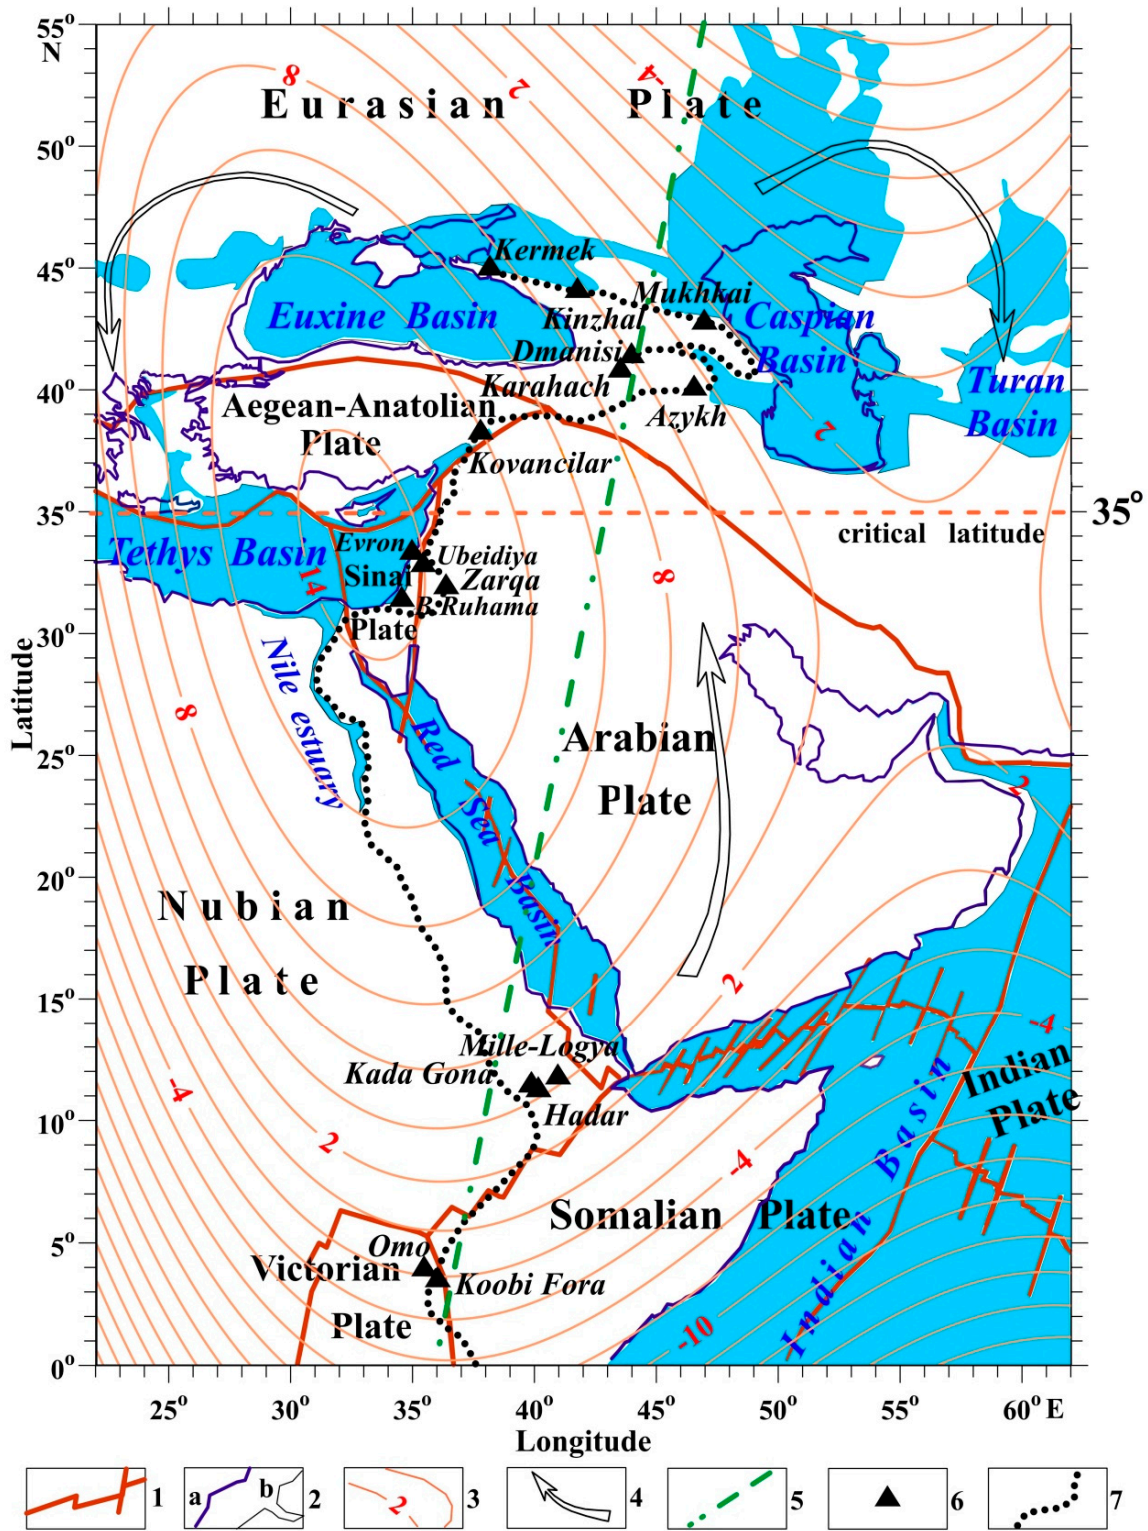 55°
N
8
2
-4
Eurasian Plate
50°
45°
Kermek
Mukhkai
Euxine Basin
Kinzhal
Caspian
Basin
Dmanisi
40°
Karahach
Turan
Basin
Aegean-Anatolian
Plate
Azykh
2
Kovancilar
35°
35°
critical latitude
Tethys Basin
Evron
Ubeidiya
Sinai
Zarqa
14
8
B.Ruhama
30°
Plate
Nile estuary
Latitude
8
Red Sea Basin
Arabian
Plate
25°
2
20°
Nubian
Plate
2
15°
-4
Mille-Logya
Kada Gona
Indian
Plate
-4
Hadar
10°
2
-4
Indian Basin
Somalian Plate
5°
Omo
Victorian
Koobi Fora
Plate
-10
0°
25° 30° 35° 40° 45° 50° 55° 60° E
Longitude
1 a b 2 2 3 4 5 6 7